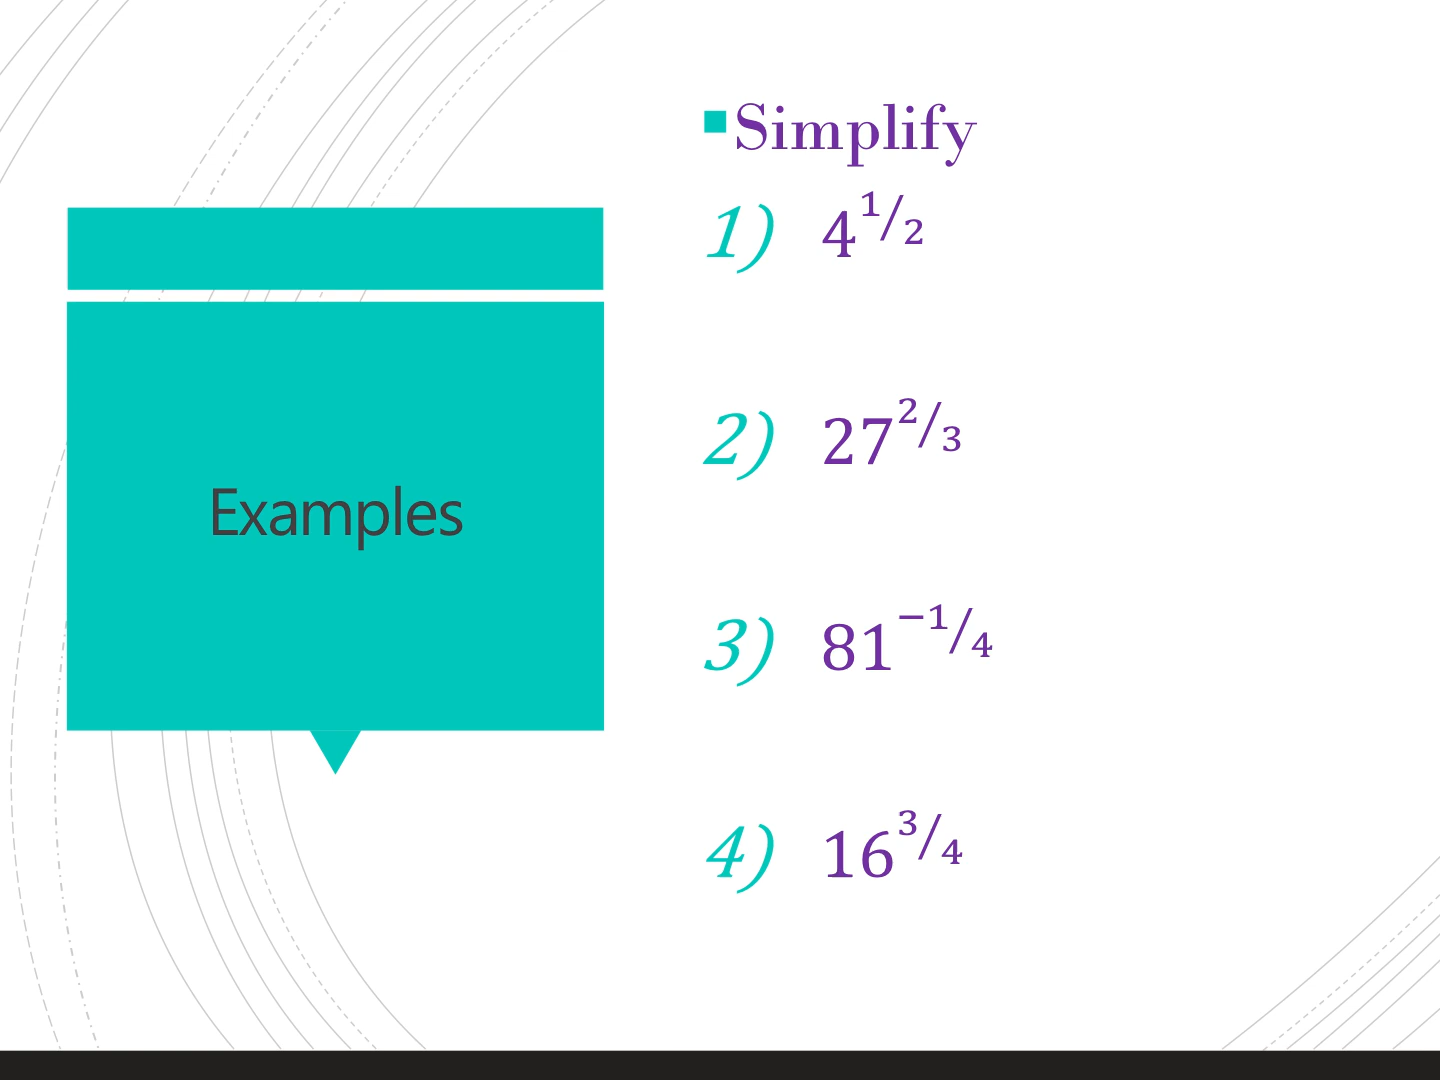 Examples
▪Simplify
1) 4^{1/2}
2) 27^{2/3}
3) 81^{−1/4}
4) 16^{3/4}